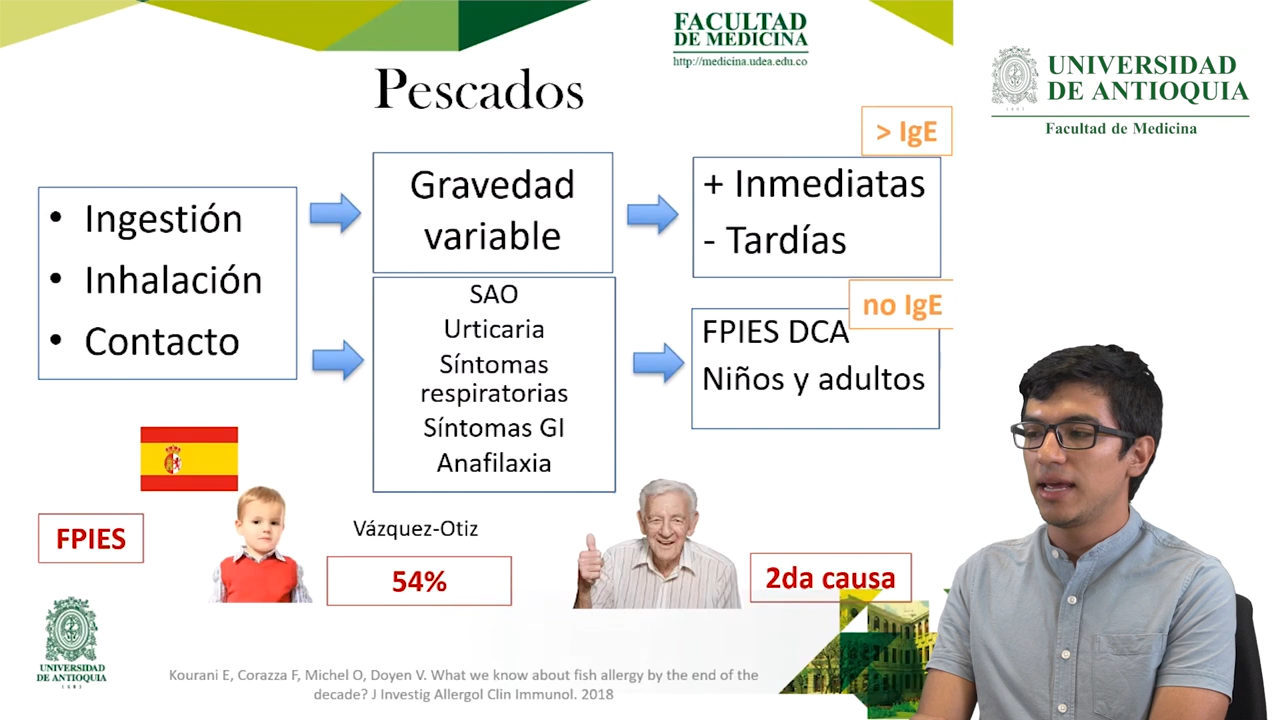 FACULTAD
DE MEDICINA
http://medicina.udea.edu.co
UNIVERSIDAD
DE ANTIOQUIA
1803
Facultad de Medicina
Pescados
> IgE
• Ingestión
• Inhalación
• Contacto
Gravedad
variable
+ Inmediatas
- Tardías
SAO
Urticaria
Síntomas
respiratorias
Síntomas GI
Anafilaxia
no IgE
FPIES DCA
Niños y adultos
FPIES
Vázquez-Otiz
54%
2da causa
UNIVERSIDAD
DE ANTIOQUIA
1803
Kourani E, Corazza F, Michel O, Doyen V. What we know about fish allergy by the end of the
decade? J Investig Allergol Clin Immunol. 2018